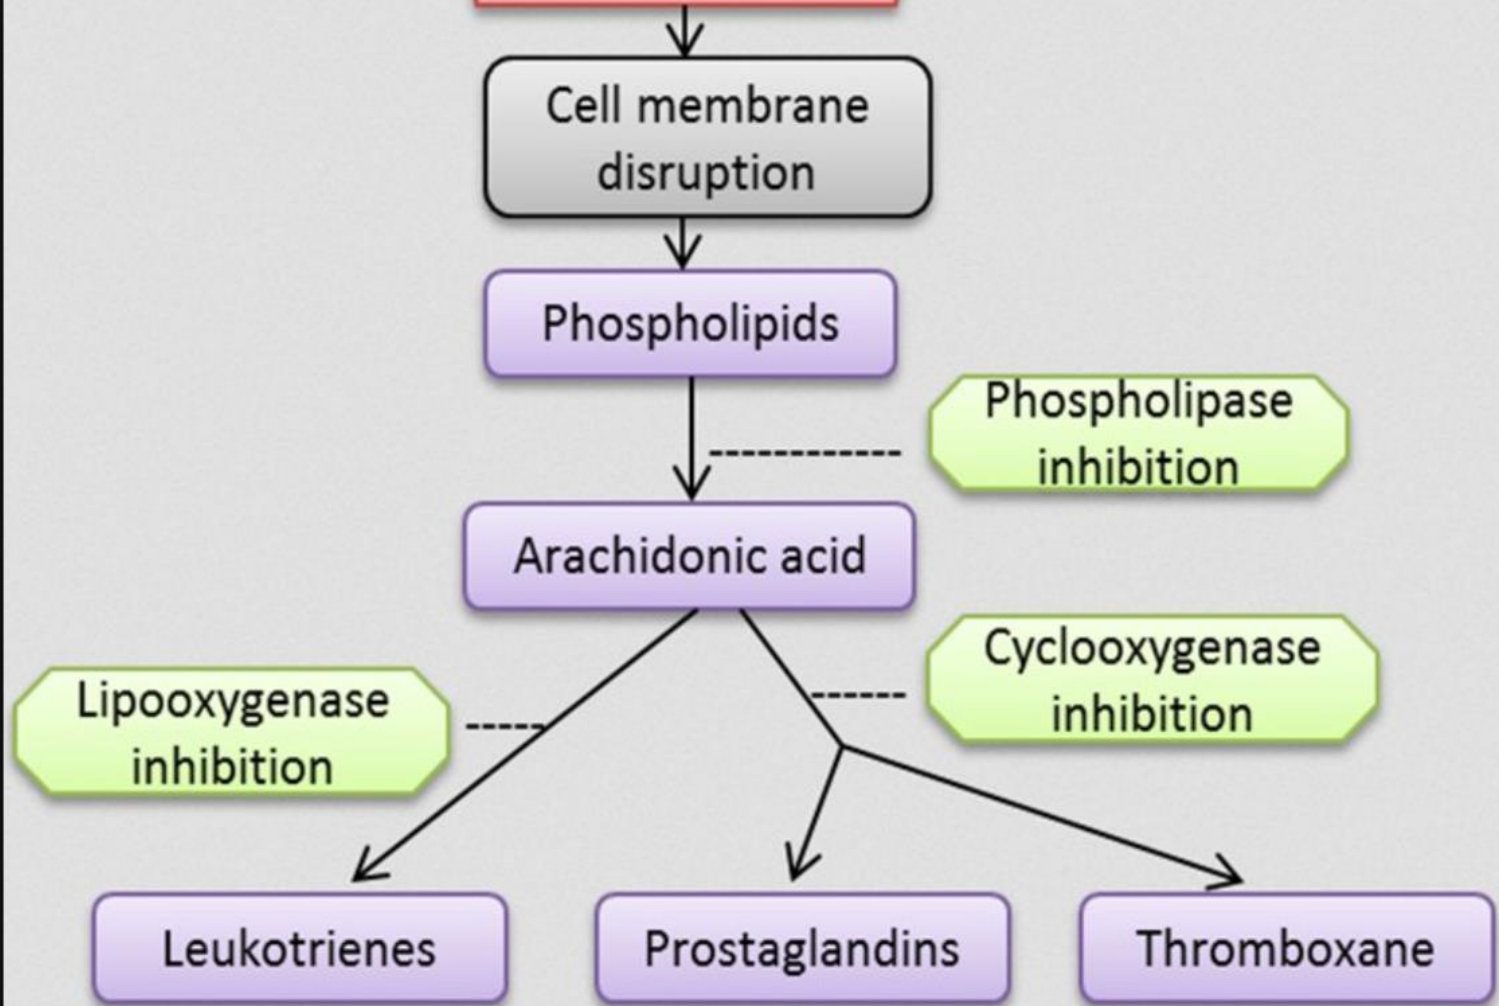 Cell membrane
disruption
Phospholipids
Phospholipase
inhibition
Arachidonic acid
Cyclooxygenase
inhibition
Lipooxygenase
inhibition
Leukotrienes
Prostaglandins
Thromboxane